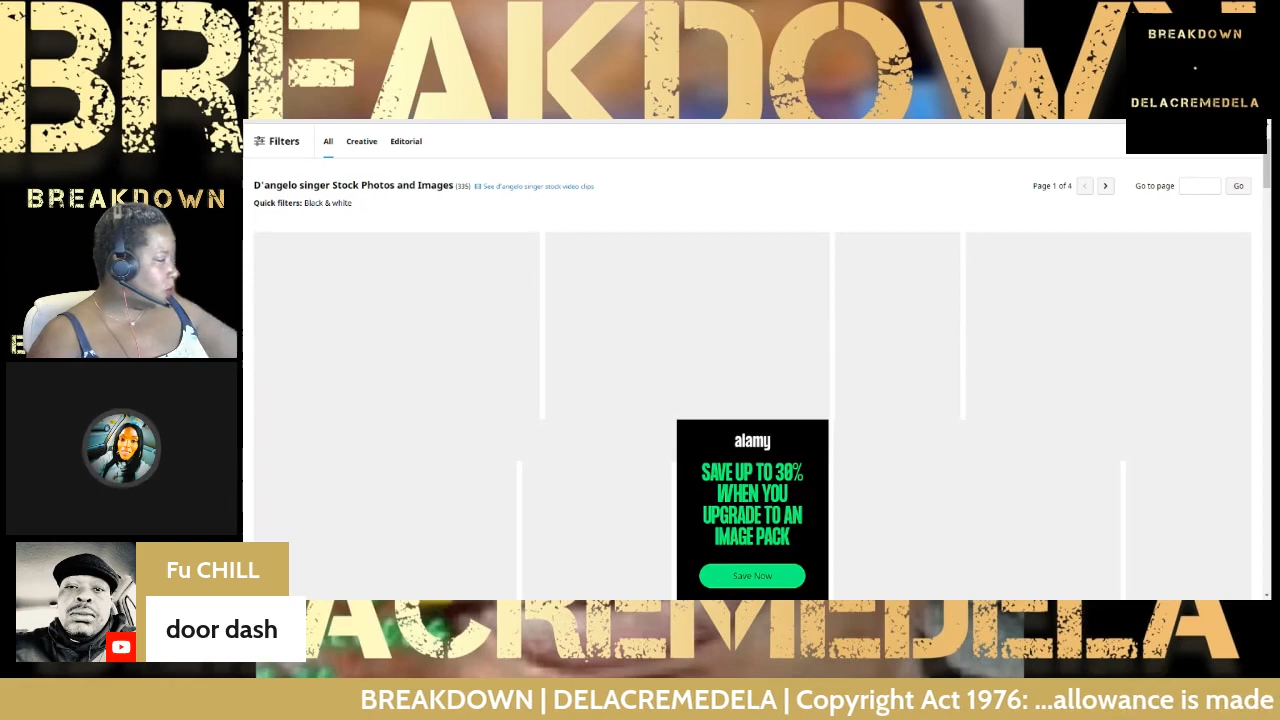 BREAKDOW
BREAKDOWN
DELACREMEDELA
Filters
All
Creative
Editorial
D'angelo singer Stock Photos and Images (335)
See d'angelo singer stock video clips
Page 1 of 4
Go to page
Go
Quick filters: Black & white
BREAKDOWN
E
alamy
SAVE UP TO 30%
WHEN YOU
UPGRADE TO AN
IMAGE PACK
Save Now
Fu CHILL
door dash
ACREMEDELA
BREAKDOWN | DELACREMEDELA | Copyright Act 1976: ...allowance is made